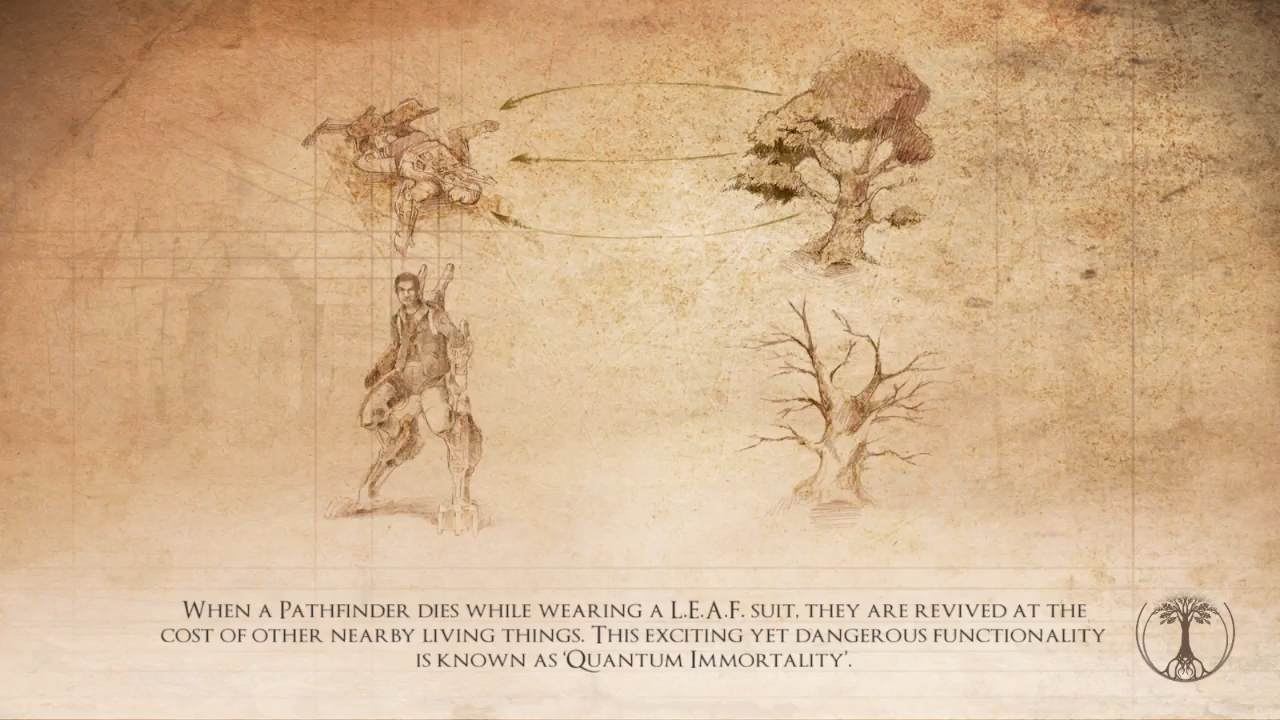 When a Pathfinder dies while wearing a L.E.A.F. suit, they are revived at the
cost of other nearby living things. This exciting yet dangerous functionality
is known as ‘Quantum Immortality’.